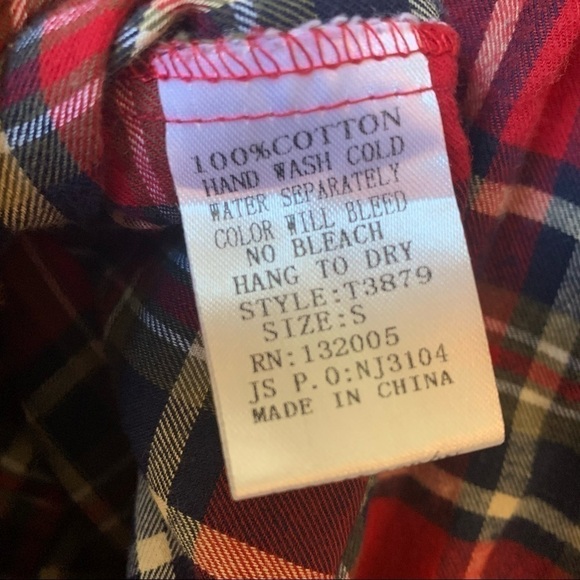 100%COTTON
HAND WASH COLD
WATER SEPARATELY
COLOR WILL BLEED
NO BLEACH
HANG TO DRY
STYLE:T3879
SIZE:S
RN:132005
JS P.O:NJ3104
MADE IN CHINA